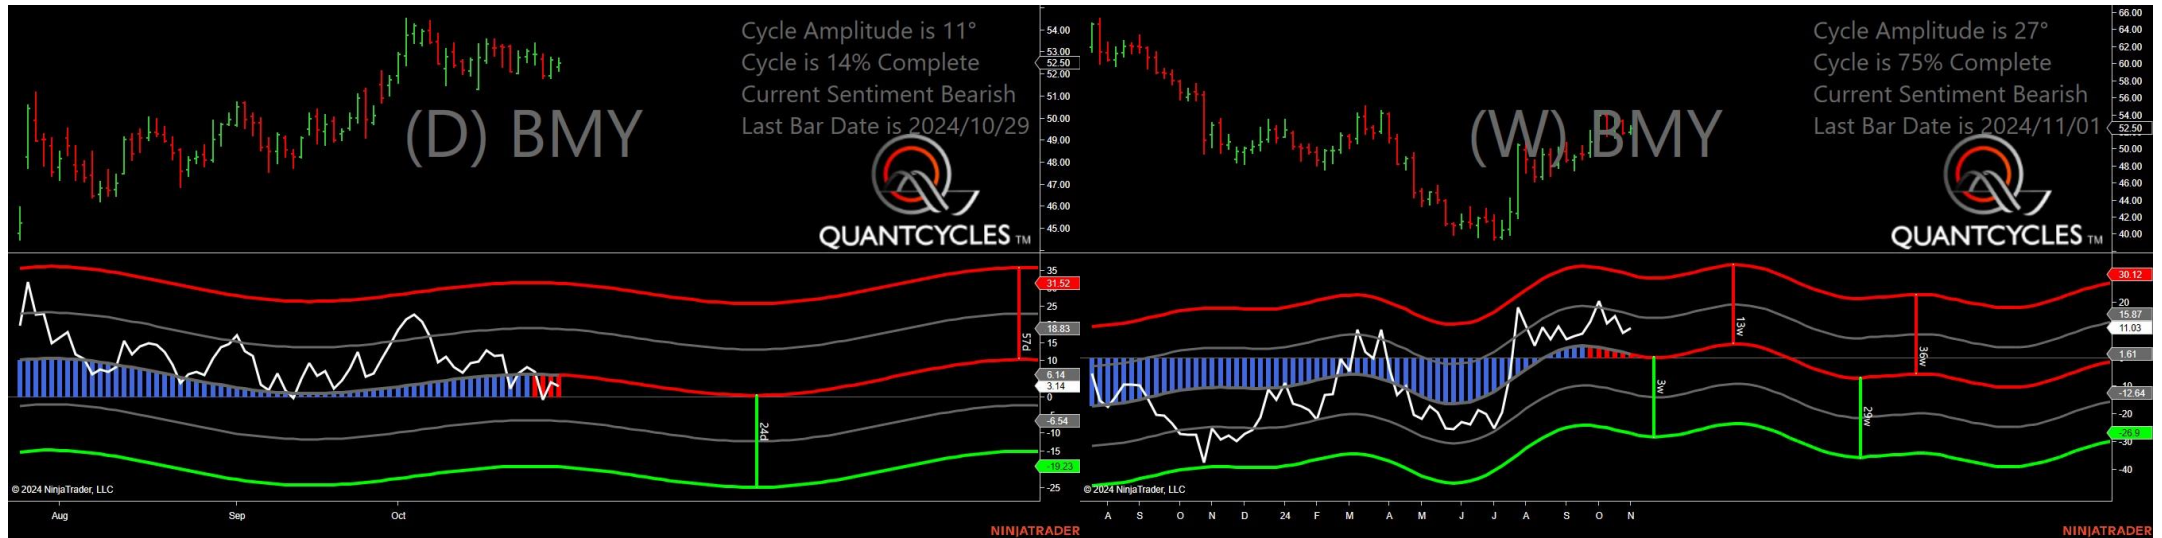 Cycle Amplitude is 11°
Cycle is 14% Complete
Current Sentiment Bearish
Last Bar Date is 2024/10/29
(D) BMY
QUANTCYCLES TM
54.00
53.00
52.50
52.00
51.00
50.00
49.00
48.00
47.00
46.00
45.00
35
31.52
25
18.83
15
10
6.14
3.14
0
-6.54
-10
-15
-19.23
-25
57d
24d
© 2024 NinjaTrader, LLC
Aug Sep Oct
NINJATRADER
Cycle Amplitude is 27°
Cycle is 75% Complete
Current Sentiment Bearish
Last Bar Date is 2024/11/01
(W) BMY
QUANTCYCLES TM
66.00
64.00
62.00
60.00
58.00
56.00
54.00
52.50
50.00
48.00
46.00
44.00
42.00
40.00
30.12
20
15.87
11.03
1.61
-12.64
-20
-26.9
-30
-40
13w
3w
36w
29w
© 2024 NinjaTrader, LLC
A S O N D 24 F M A M J J A S O N
NINJATRADER